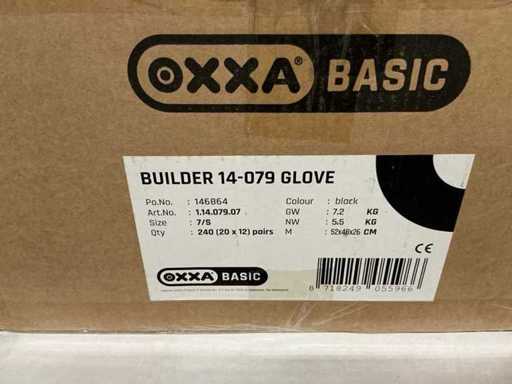 OXXA® BASIC
BUILDER 14-079 GLOVE
Po.No. : 146864 Colour : black
Art.No. : 1.14.079.07 GW : 7.2 KG
Size : 7/S NW : 5.5 KG
Qty : 240 (20 x 12) pairs M : 52x46x26 CM
CE
OXXA BASIC
8 718249 055966